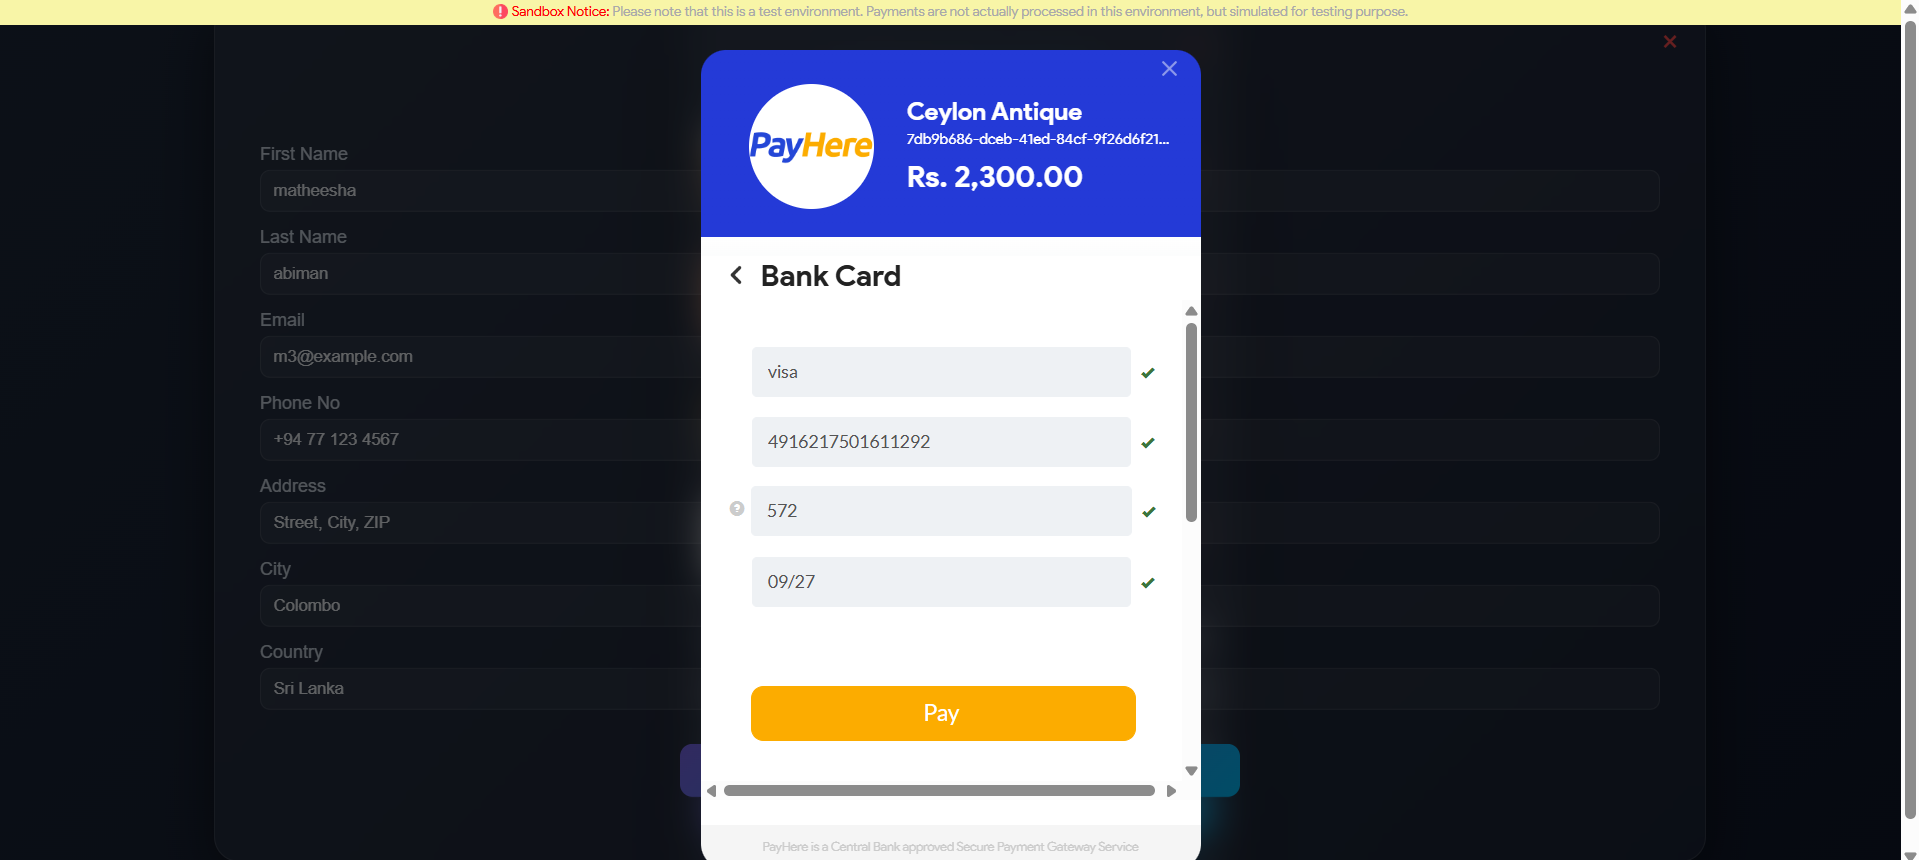 Sandbox Notice: Please note that this is a test environment. Payments are not actually processed in this environment, but simulated for testing purpose.
PayHere
Ceylon Antique
7db9b686-dceb-41ed-84cf-9f26d6f21...
Rs. 2,300.00
Bank Card
visa
4916217501611292
572
09/27
Pay
PayHere is a Central Bank approved Secure Payment Gateway Service
First Name
matheesha
Last Name
abiman
Email
m3@example.com
Phone No
+94 77 123 4567
Address
Street, City, ZIP
City
Colombo
Country
Sri Lanka